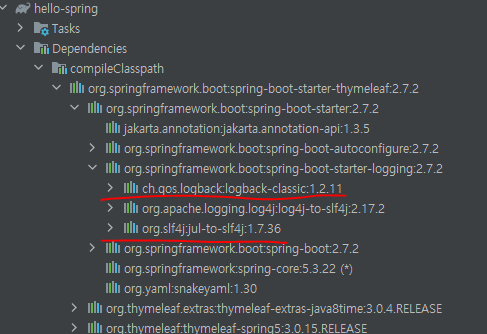 hello-spring
Tasks
Dependencies
compileClasspath
org.springframework.boot:spring-boot-starter-thymeleaf:2.7.2
org.springframework.boot:spring-boot-starter:2.7.2
jakarta.annotation:jakarta.annotation-api:1.3.5
org.springframework.boot:spring-boot-autoconfigure:2.7.2
org.springframework.boot:spring-boot-starter-logging:2.7.2
ch.qos.logback:logback-classic:1.2.11
org.apache.logging.log4j:log4j-to-slf4j:2.17.2
org.slf4j:jul-to-slf4j:1.7.36
org.springframework.boot:spring-boot:2.7.2
org.springframework:spring-core:5.3.22 (*)
org.yaml:snakeyaml:1.30
org.thymeleaf.extras:thymeleaf-extras-java8time:3.0.4.RELEASE
org.thymeleaf:thymeleaf-spring5:3.0.15.RELEASE